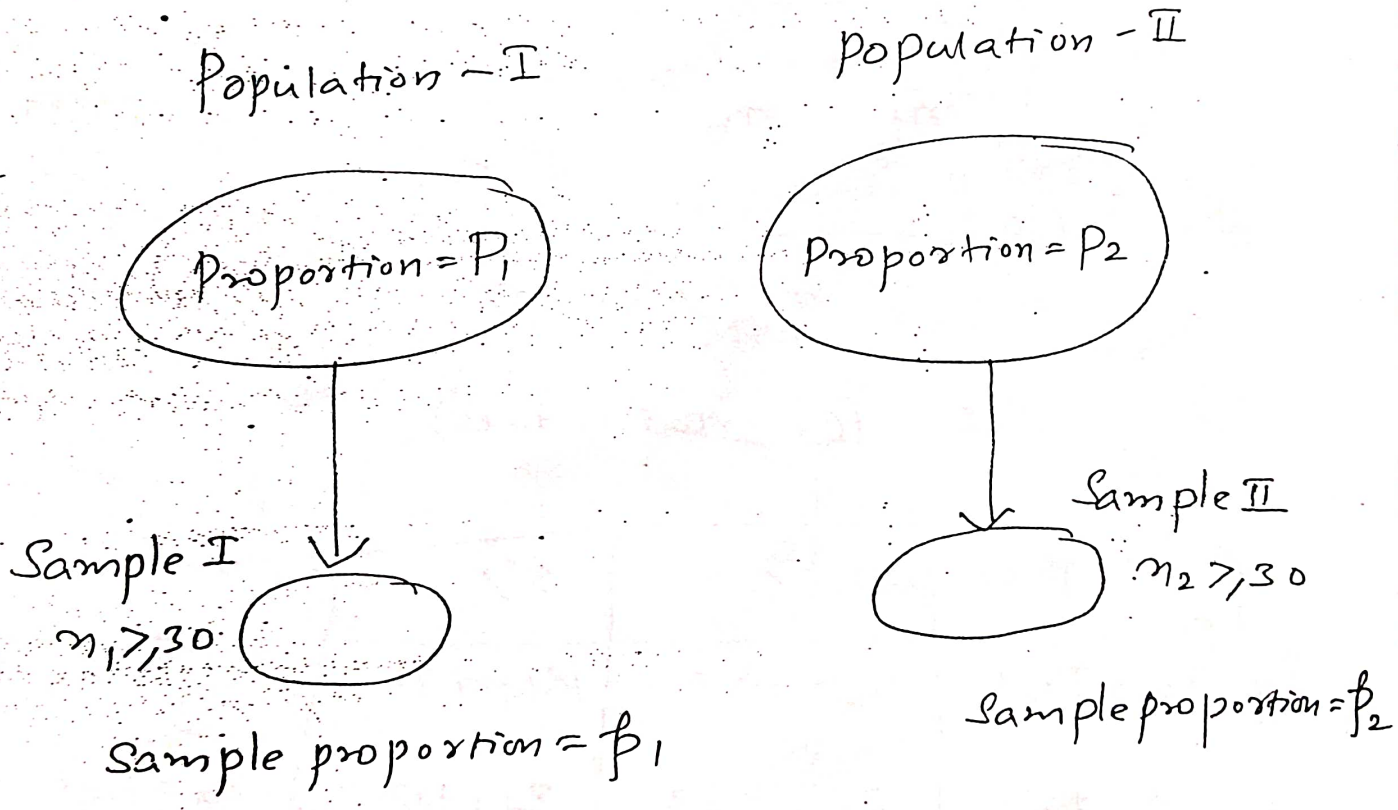 Population - I
Proportion = P₁
Sample I
n₁ ≥ 30
Sample proportion = p₁
Population - II
Proportion = P₂
Sample II
n₂ ≥ 30
Sample proportion = p₂